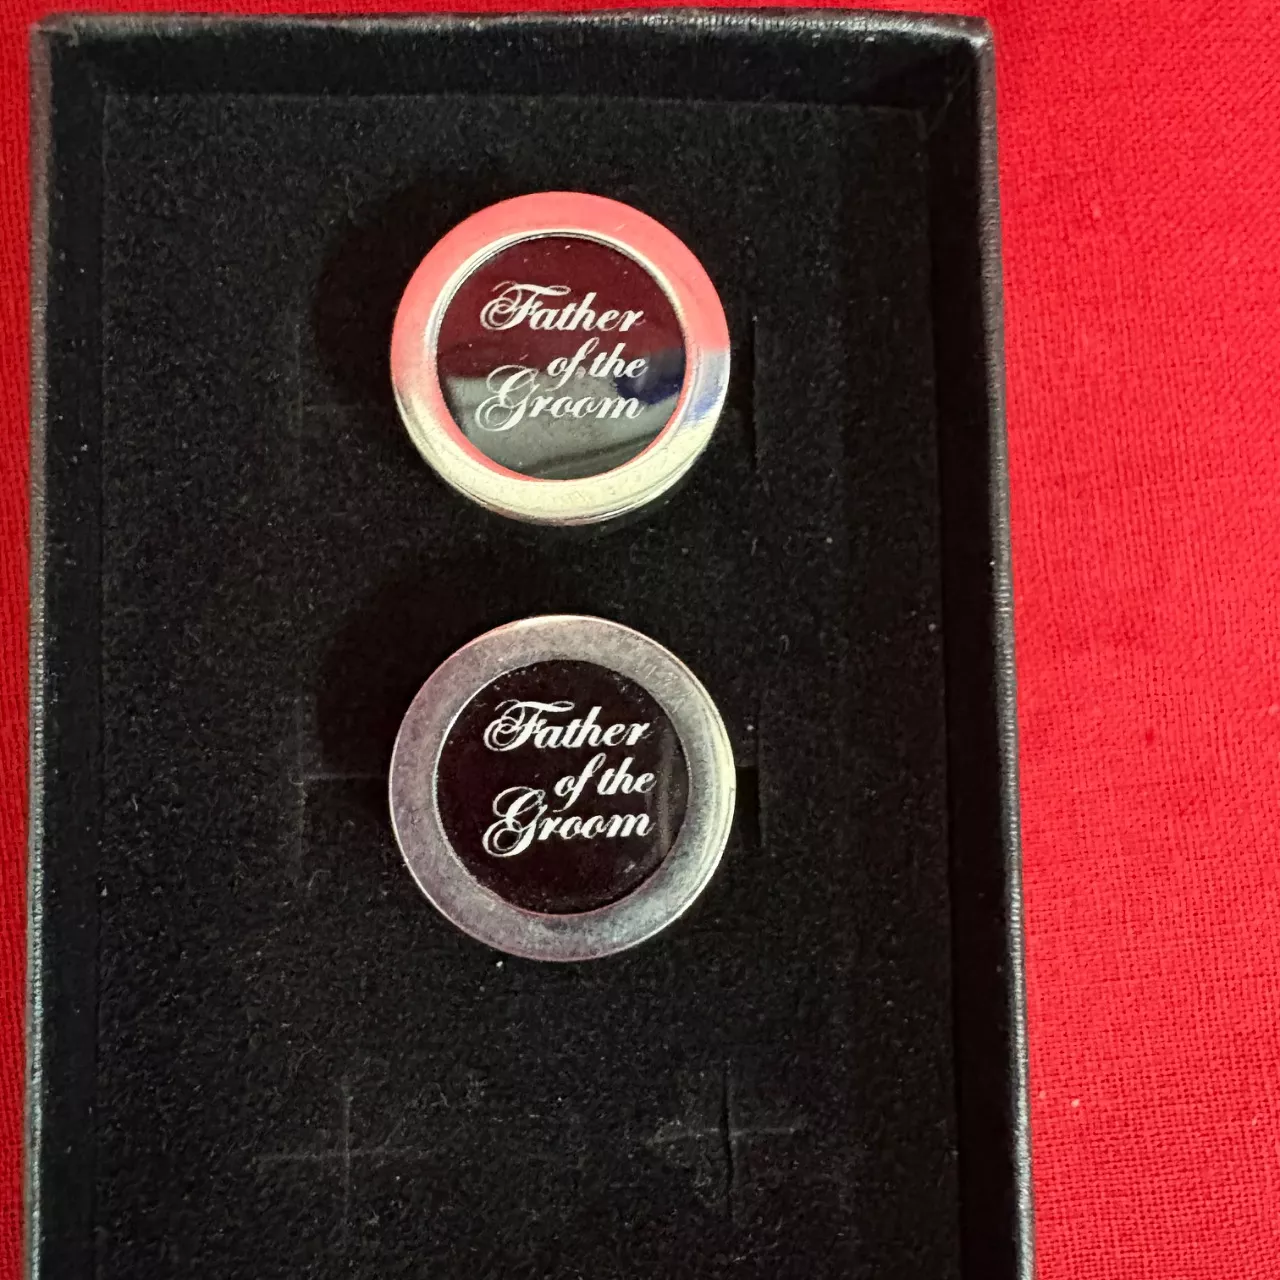 Father
of the
Groom
Father
of the
Groom